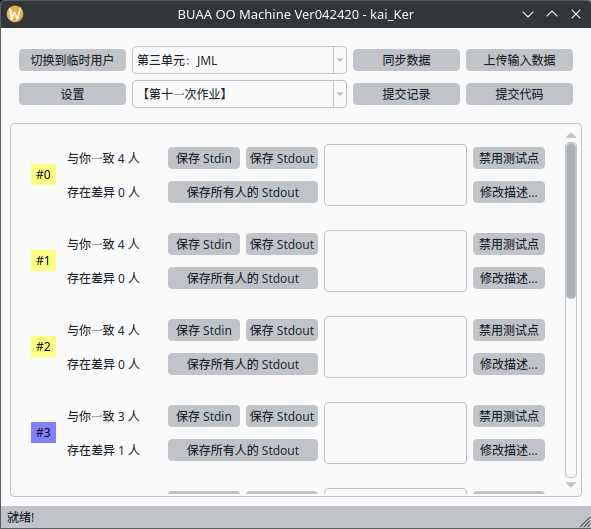 BUAA OO Machine Ver042420 - kai_Ker
切换到临时用户 第三单元：JML 同步数据 上传输入数据
设置 【第十一次作业】 提交记录 提交代码
与你一致 4 人 保存 Stdin 保存 Stdout 禁用测试点
#0
存在差异 0 人 保存所有人的 Stdout 修改描述...
与你一致 4 人 保存 Stdin 保存 Stdout 禁用测试点
#1
存在差异 0 人 保存所有人的 Stdout 修改描述...
与你一致 4 人 保存 Stdin 保存 Stdout 禁用测试点
#2
存在差异 0 人 保存所有人的 Stdout 修改描述...
与你一致 3 人 保存 Stdin 保存 Stdout 禁用测试点
#3
存在差异 1 人 保存所有人的 Stdout 修改描述...
就绪!